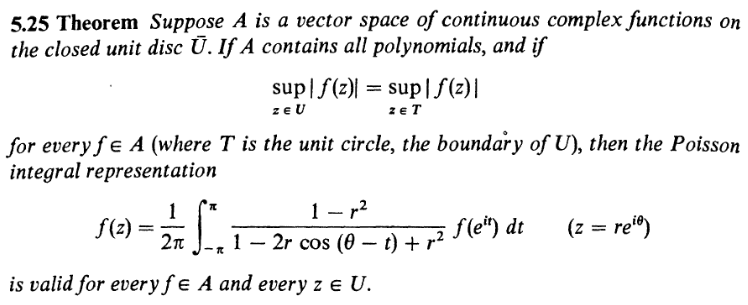 5.25 Theorem Suppose A is a vector space of continuous complex functions on
the closed unit disc Ū. If A contains all polynomials, and if
sup |f(z)| = sup |f(z)|
z ∈ U z ∈ T
for every f ∈ A (where T is the unit circle, the boundary of U), then the Poisson
integral representation
f(z) = 1/2π ∫_{-π}^{π} (1 − r²)/(1 − 2r cos (θ − t) + r²) f(e^{it}) dt (z = re^{iθ})
is valid for every f ∈ A and every z ∈ U.